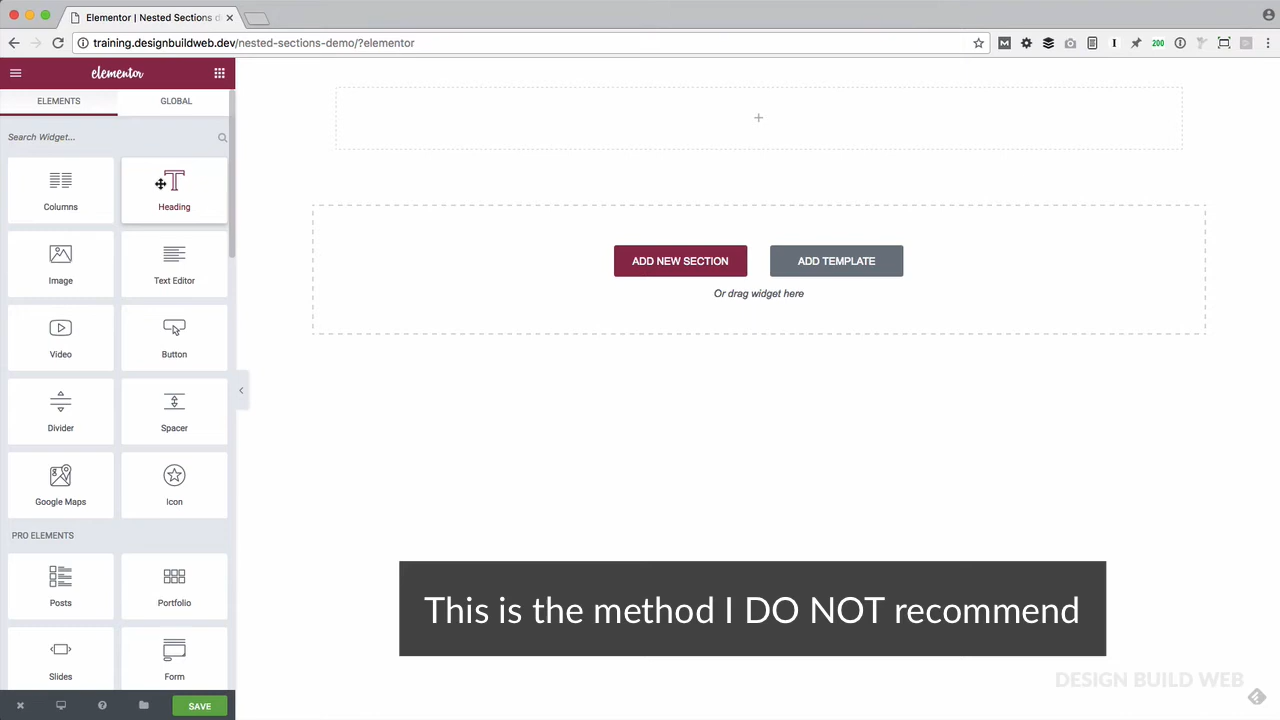 Elementor | Nested Sections d
training.designbuildweb.dev/nested-sections-demo/?elementor
M
I
200
elementor
ELEMENTS
GLOBAL
Search Widget...
Columns
Heading
Image
Text Editor
Video
Button
Divider
Spacer
Google Maps
Icon
PRO ELEMENTS
Posts
Portfolio
Slides
Form
SAVE
+
ADD NEW SECTION
ADD TEMPLATE
Or drag widget here
This is the method I DO NOT recommend
DESIGN BUILD WEB